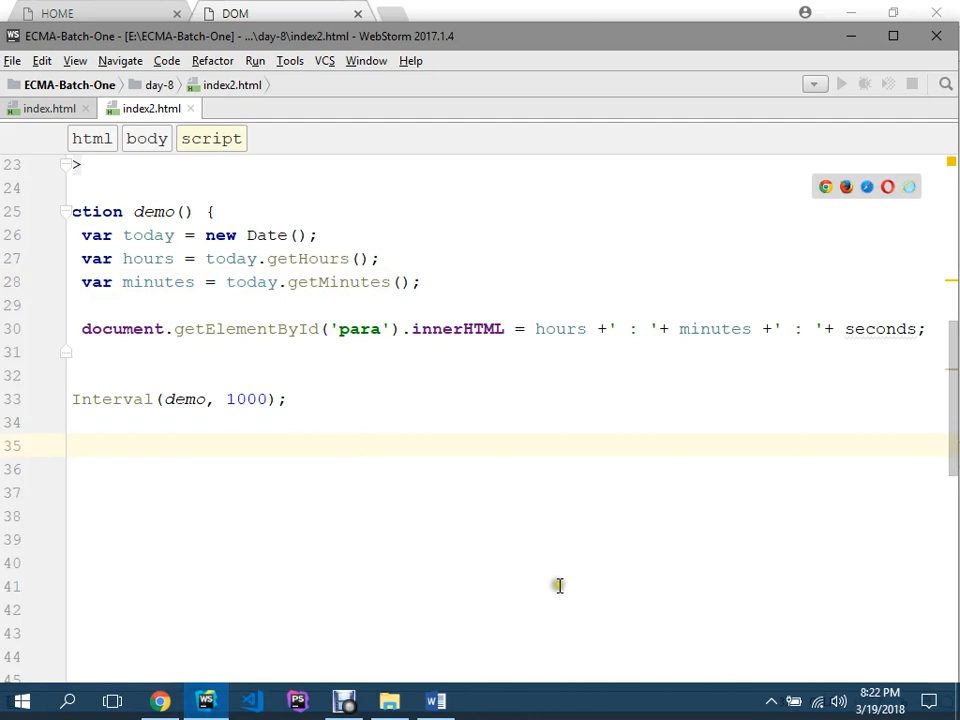 HOME
DOM
ECMA-Batch-One - [E:\ECMA-Batch-One] - ...\day-8\index2.html - WebStorm 2017.1.4
File Edit View Navigate Code Refactor Run Tools VCS Window Help
ECMA-Batch-One day-8 index2.html
index.html index2.html
html body script
23 >
24
25 ction demo() {
26 var today = new Date();
27 var hours = today.getHours();
28 var minutes = today.getMinutes();
29
30 document.getElementById('para').innerHTML = hours +' : '+ minutes +' : '+ seconds;
31
32
33 Interval(demo, 1000);
34
35
36
37
38
39
40
41
42
43
44
45
8:22 PM
3/19/2018